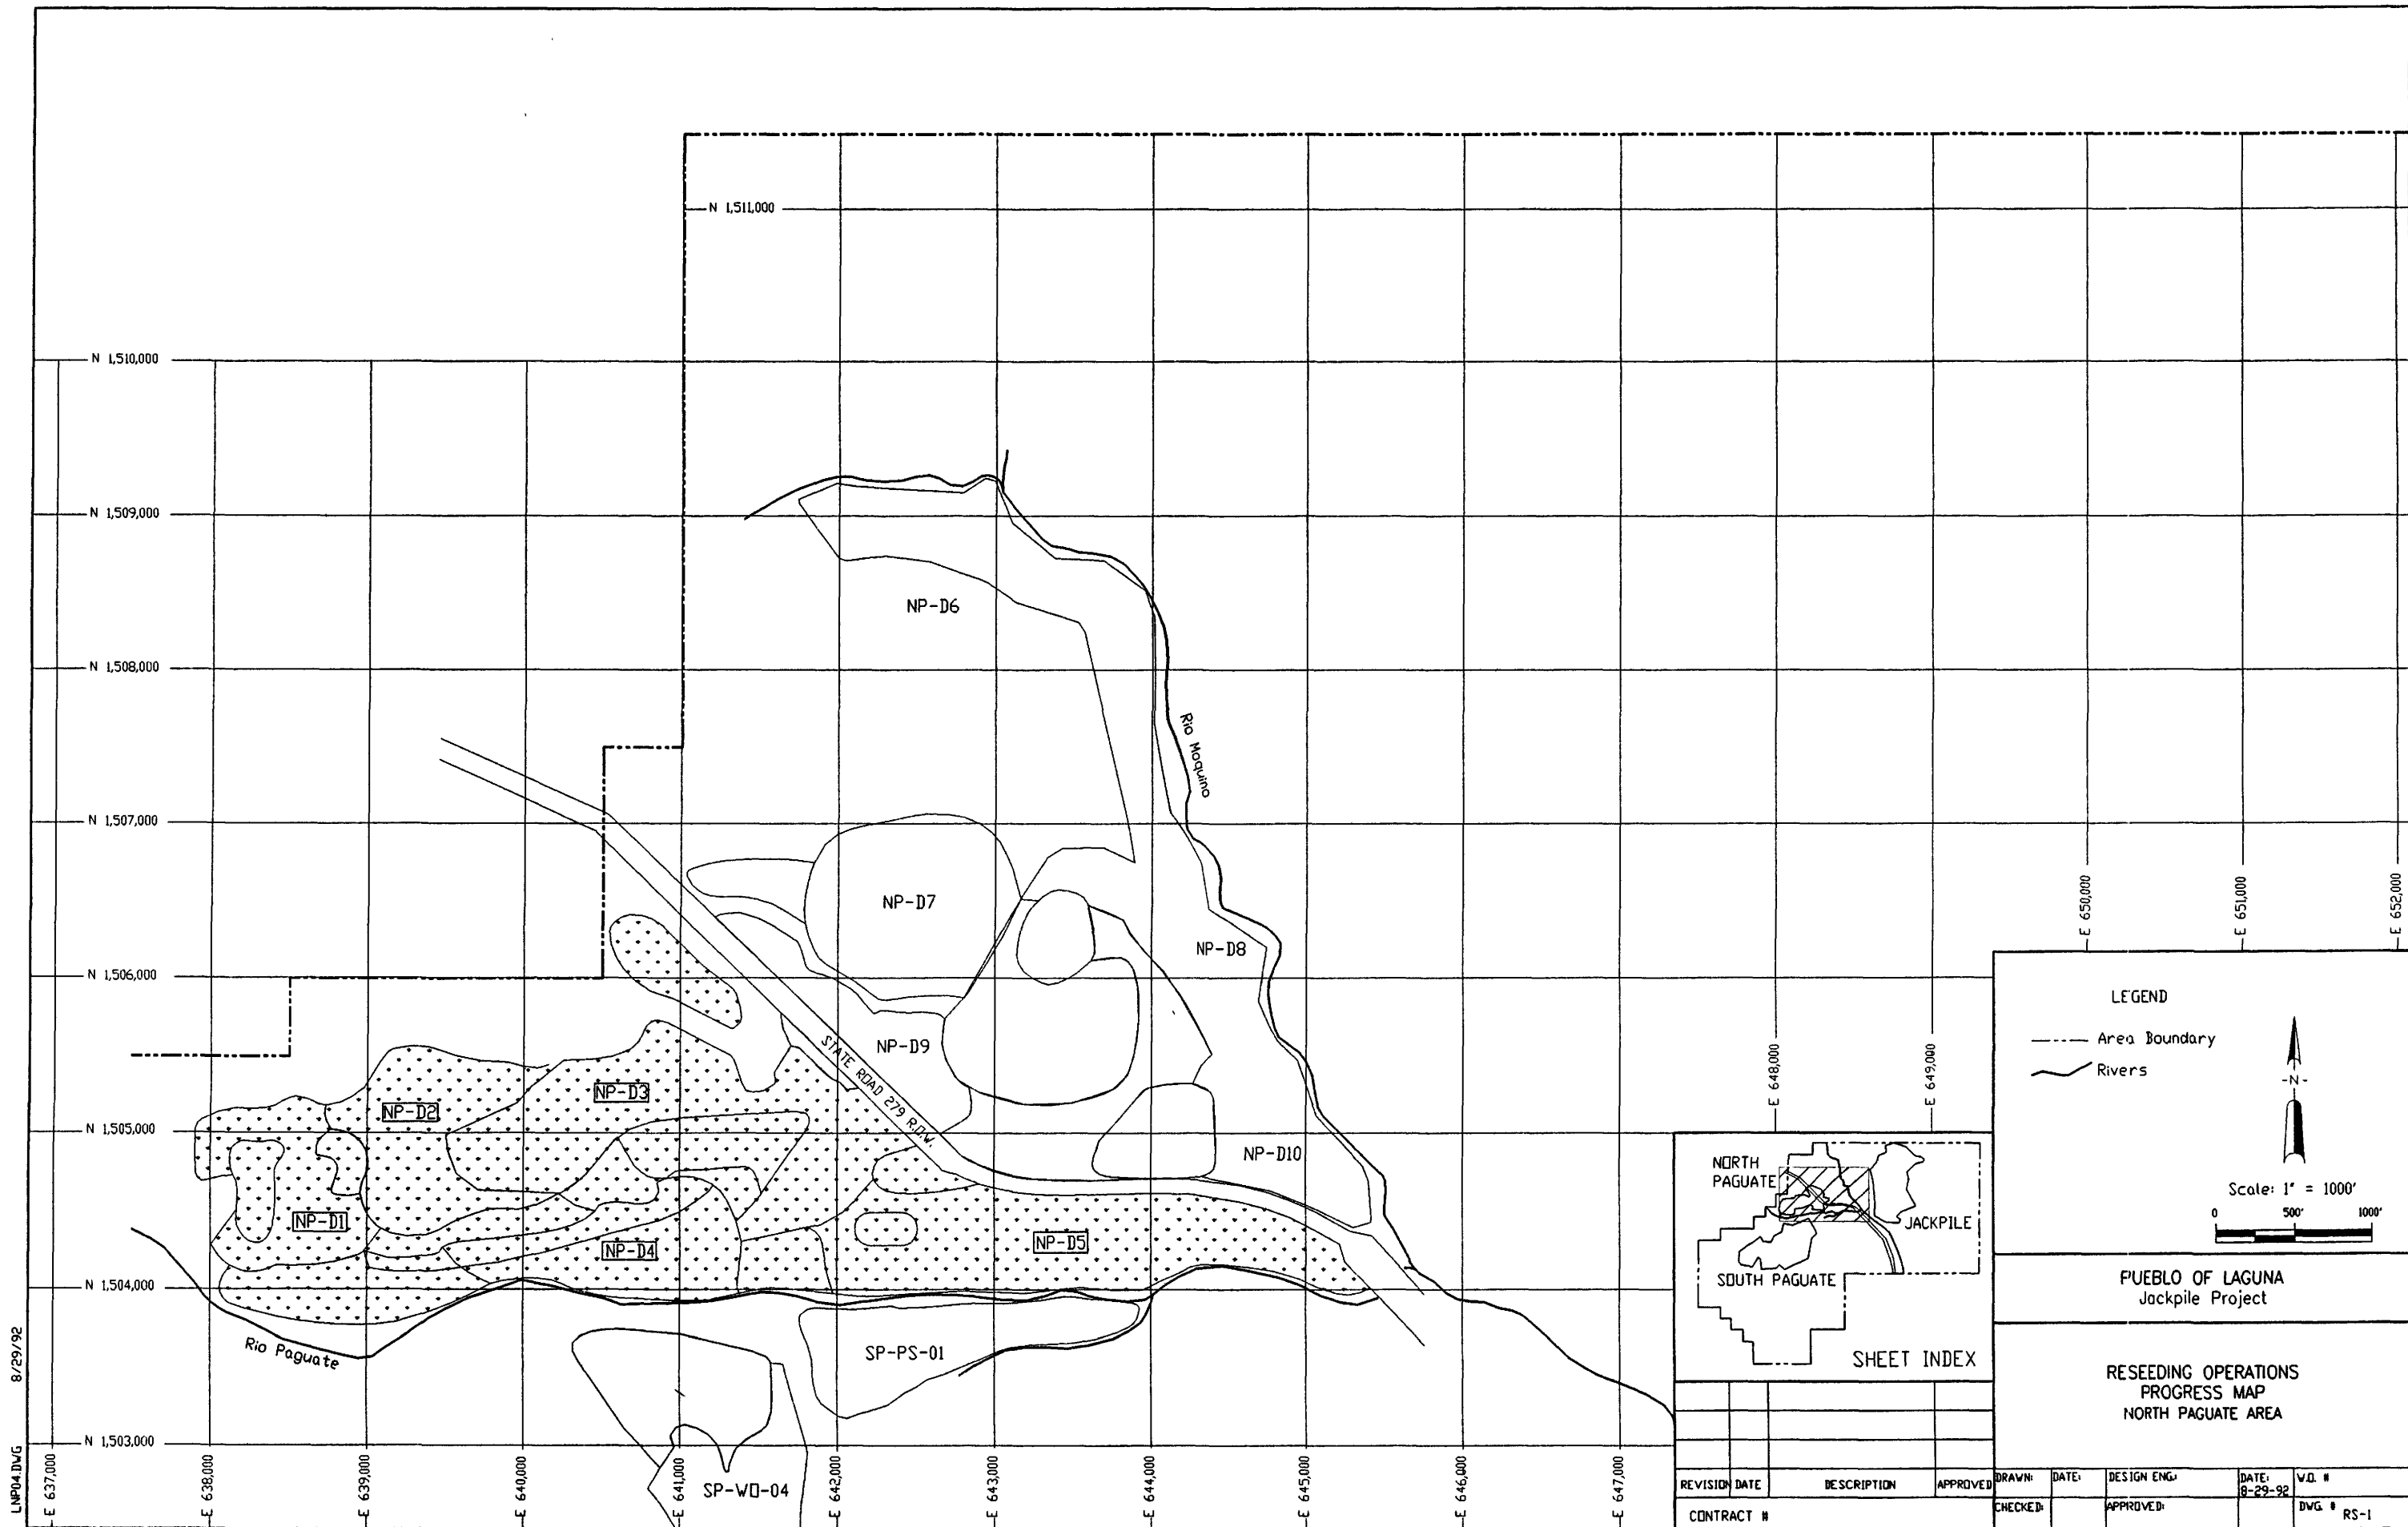 N 1,511,000
N 1,510,000
N 1,509,000
N 1,508,000
N 1,507,000
N 1,506,000
N 1,505,000
N 1,504,000
N 1,503,000
NP-D6
Rio Moquino
NP-D7
NP-D8
NP-D9
STATE ROAD 279 R.O.W.
NP-D10
NP-D3
NP-D2
NP-D1
NP-D4
NP-D5
Rio Paguate
SP-PS-01
SP-WD-04
E 637,000
E 638,000
E 639,000
E 640,000
E 641,000
E 642,000
E 643,000
E 644,000
E 645,000
E 646,000
E 647,000
E 648,000
E 649,000
E 650,000
E 651,000
E 652,000
LNP04.DWG 8/29/92
LEGEND
Area Boundary
Rivers
-N-
Scale: 1" = 1000'
0 500' 1000'
NORTH
PAGUATE
JACKPILE
SOUTH PAGUATE
SHEET INDEX
PUEBLO OF LAGUNA
Jackpile Project
RESEEDING OPERATIONS
PROGRESS MAP
NORTH PAGUATE AREA
REVISION DATE DESCRIPTION APPROVED
CONTRACT #
DRAWN: DATE: DESIGN ENG.: DATE: 8-29-92 W.O. #
CHECKED: APPROVED: DWG. # RS-1